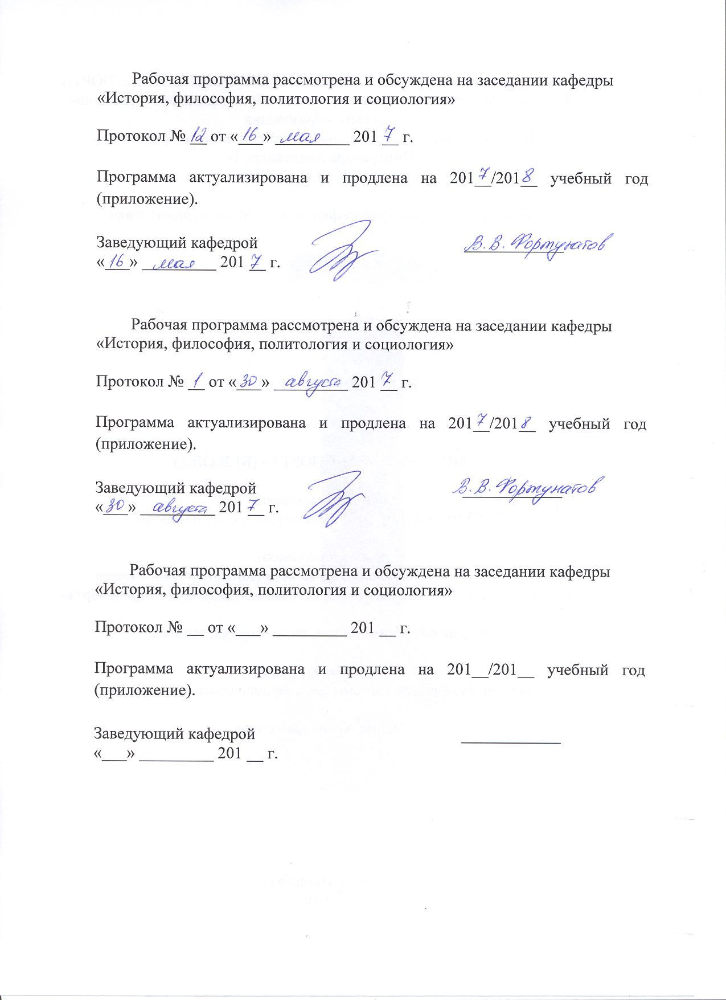 Рабочая программа рассмотрена и обсуждена на заседании кафедры
«История, философия, политология и социология»
Протокол № 12 от «16» мая 2017 г.
Программа актуализирована и продлена на 2017/2018 учебный год
(приложение).
Заведующий кафедрой В. В. Фортунатов
«16» мая 2017 г.
Рабочая программа рассмотрена и обсуждена на заседании кафедры
«История, философия, политология и социология»
Протокол № 1 от «30» августа 2017 г.
Программа актуализирована и продлена на 2017/2018 учебный год
(приложение).
Заведующий кафедрой В. В. Фортунатов
«30» августа 2017 г.
Рабочая программа рассмотрена и обсуждена на заседании кафедры
«История, философия, политология и социология»
Протокол № __ от «___» _________ 201 __ г.
Программа актуализирована и продлена на 201__/201__ учебный год
(приложение).
Заведующий кафедрой ____________
«___» _________ 201 __ г.